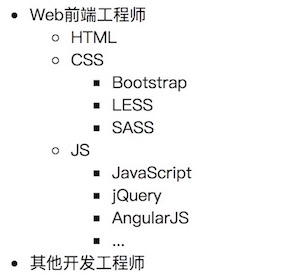 Web前端工程师
HTML
CSS
Bootstrap
LESS
SASS
JS
JavaScript
jQuery
AngularJS
...
其他开发工程师